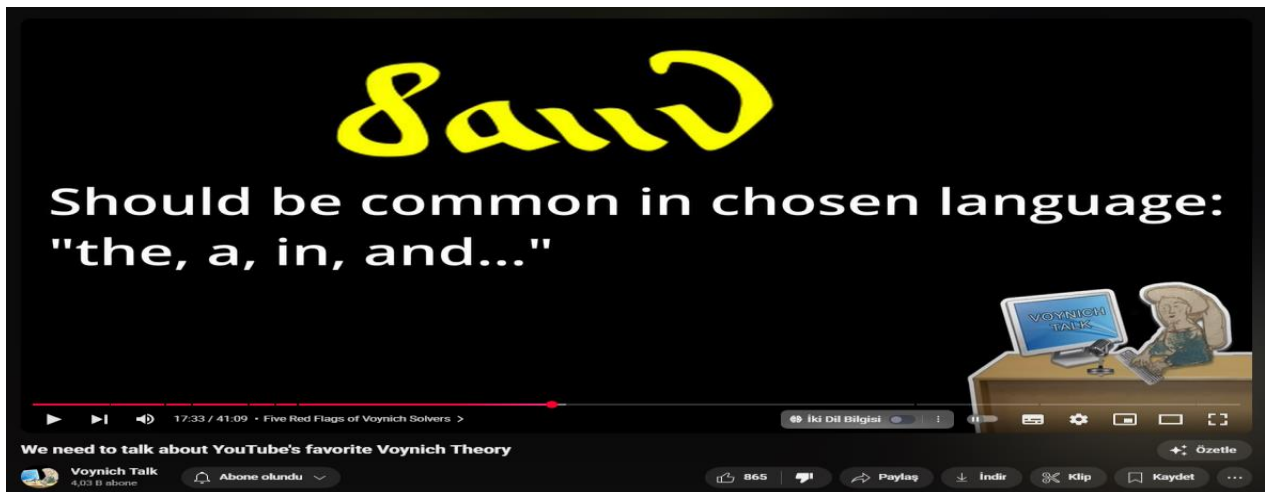 Should be common in chosen language:
"the, a, in, and..."
VOYNICH
TALK
17:33 / 41:09 • Five Red Flags of Voynich Solvers >
İki Dil Bilgisi
We need to talk about YouTube's favorite Voynich Theory
Özetle
Voynich Talk
4,03 B abone
Abone olundu
865
Paylaş
İndir
Klip
Kaydet